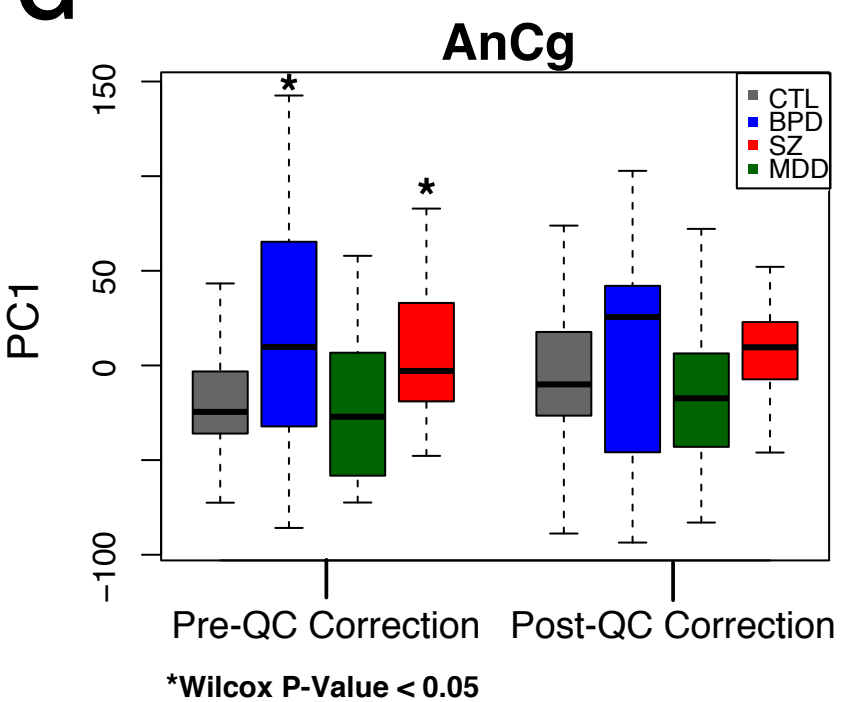 AnCg
150
50
0
−100
PC1
CTL
BPD
SZ
MDD
*
*
Pre-QC Correction Post-QC Correction
*Wilcox P-Value < 0.05